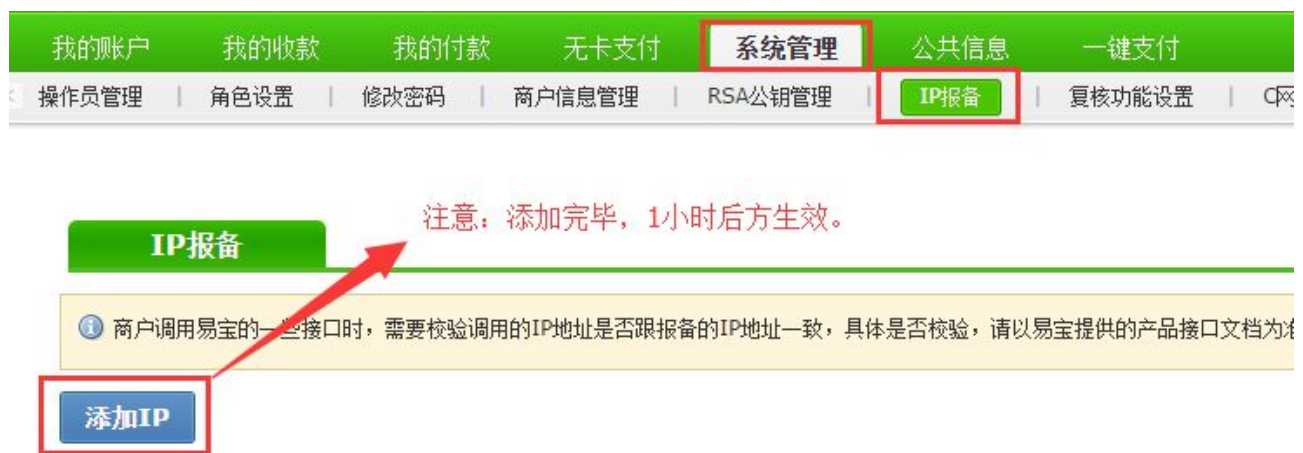 我的账户 我的收款 我的付款 无卡支付 系统管理 公共信息 一键支付
操作员管理 | 角色设置 | 修改密码 | 商户信息管理 | RSA公钥管理 | IP报备 | 复核功能设置 |
注意：添加完毕，1小时后方生效。
IP报备
商户调用易宝的一些接口时，需要校验调用的IP地址是否跟报备的IP地址一致，具体是否校验，请以易宝提供的产品接口文档为准
添加IP